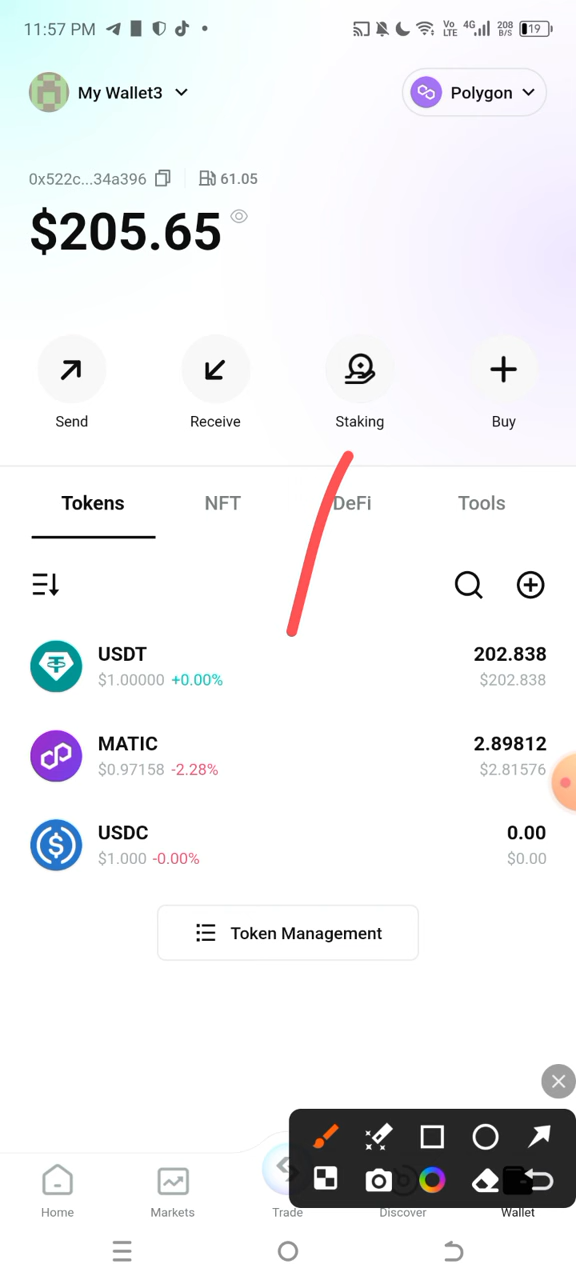 11:57 PM Vo LTE 4G 208 B/S 19
My Wallet3 Polygon
0x522c...34a396 61.05
$205.65
Send Receive Staking Buy
Tokens NFT DeFi Tools
USDT 202.838
$1.00000 +0.00% $202.838
MATIC 2.89812
$0.97158 -2.28% $2.81576
USDC 0.00
$1.000 -0.00% $0.00
Token Management
Home Markets Trade Discover Wallet